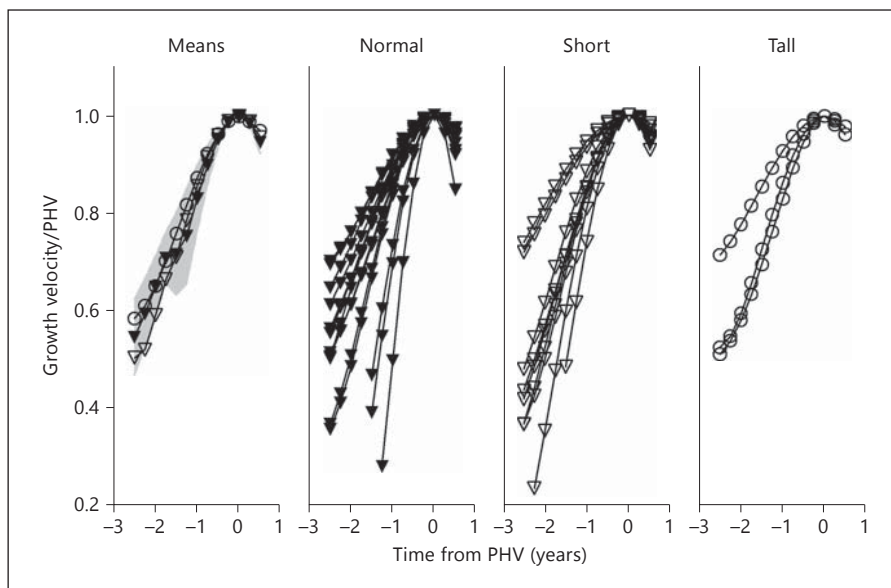 Means Normal Short Tall
1.0
0.8
0.6
0.4
0.2
Growth velocity/PHV
–3 –2 –1 0 1 –3 –2 –1 0 1 –3 –2 –1 0 1 –3 –2 –1 0 1
Time from PHV (years)